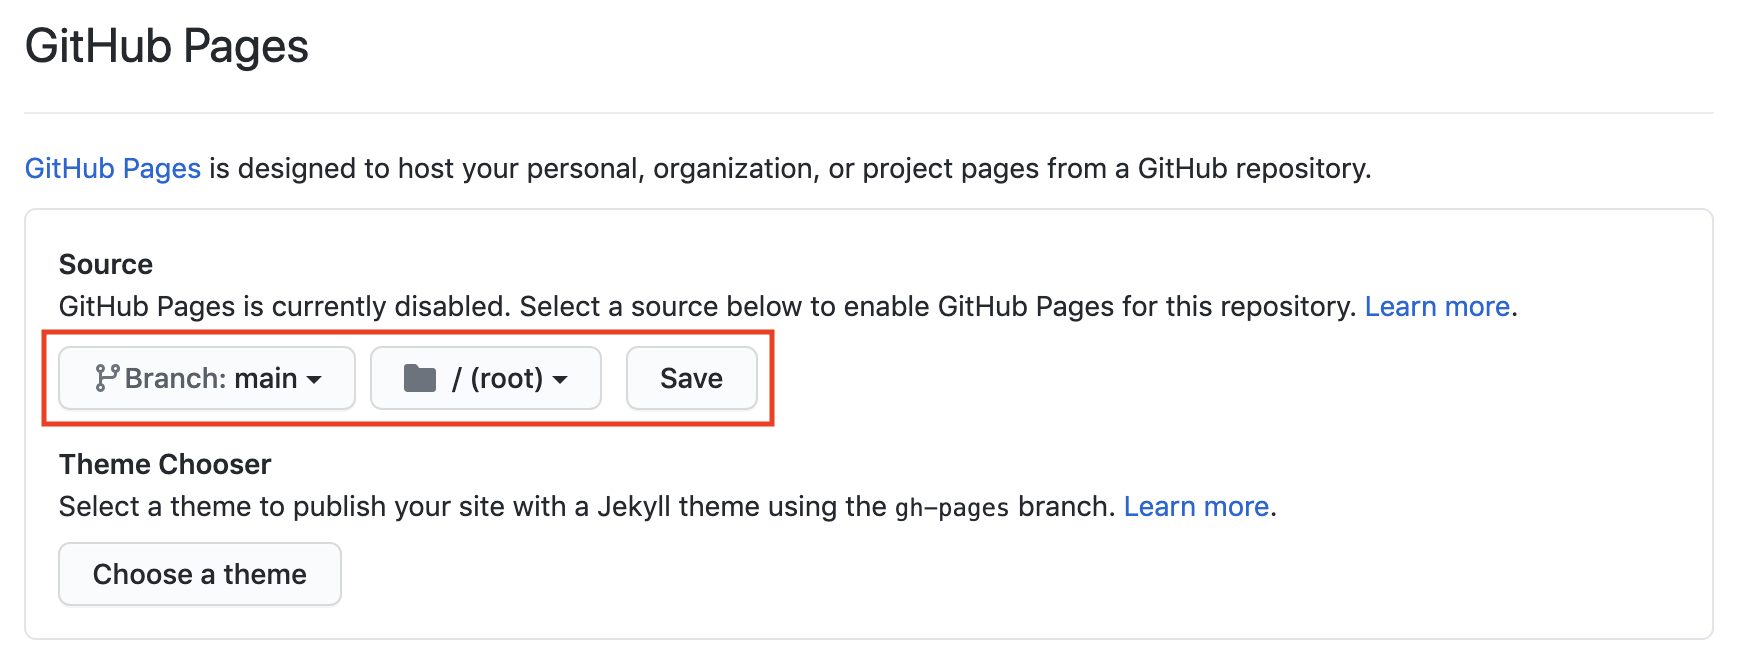 GitHub Pages
GitHub Pages is designed to host your personal, organization, or project pages from a GitHub repository.
Source
GitHub Pages is currently disabled. Select a source below to enable GitHub Pages for this repository. Learn more.
Branch: main / (root) Save
Theme Chooser
Select a theme to publish your site with a Jekyll theme using the gh-pages branch. Learn more.
Choose a theme